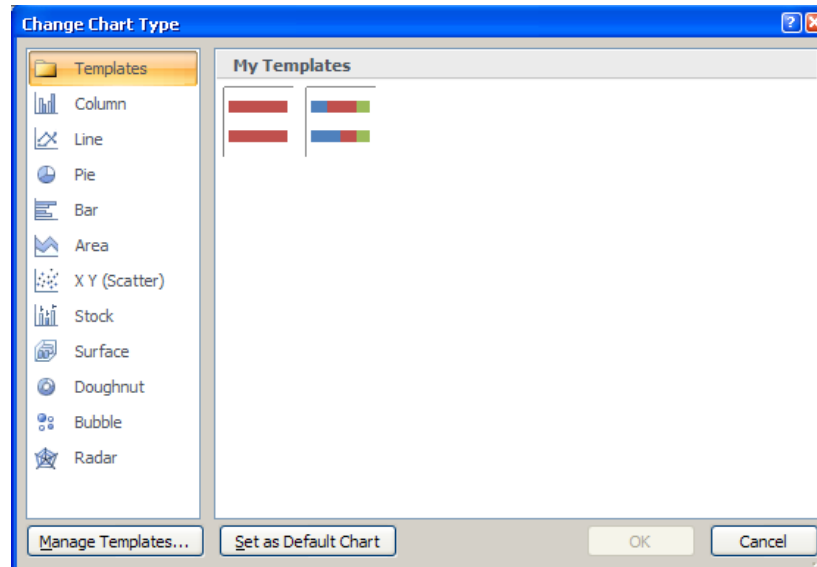 Change Chart Type
?
Templates
My Templates
Column
Line
Pie
Bar
Area
X Y (Scatter)
Stock
Surface
Doughnut
Bubble
Radar
Manage Templates...
Set as Default Chart
OK
Cancel